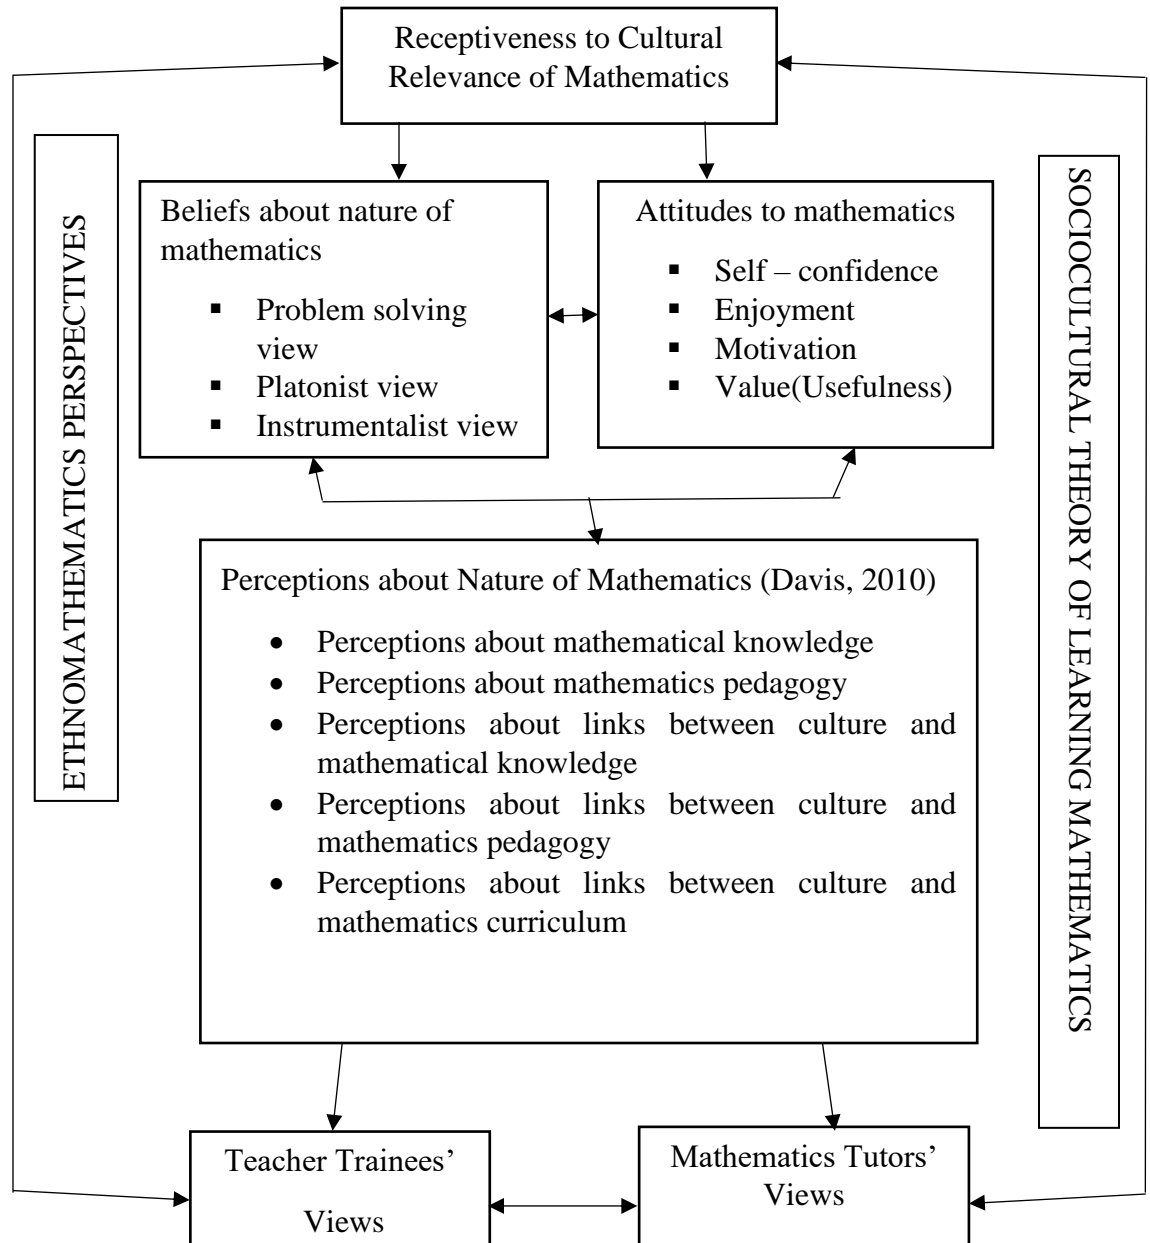 Receptiveness to Cultural
Relevance of Mathematics
ETHNOMATHEMATICS PERSPECTIVES
SOCIOCULTURAL THEORY OF LEARNING MATHEMATICS
Beliefs about nature of
mathematics
▪ Problem solving
view
▪ Platonist view
▪ Instrumentalist view
Attitudes to mathematics
▪ Self – confidence
▪ Enjoyment
▪ Motivation
▪ Value(Usefulness)
Perceptions about Nature of Mathematics (Davis, 2010)
• Perceptions about mathematical knowledge
• Perceptions about mathematics pedagogy
• Perceptions about links between culture and
mathematical knowledge
• Perceptions about links between culture and
mathematics pedagogy
• Perceptions about links between culture and
mathematics curriculum
Teacher Trainees’
Views
Mathematics Tutors’
Views